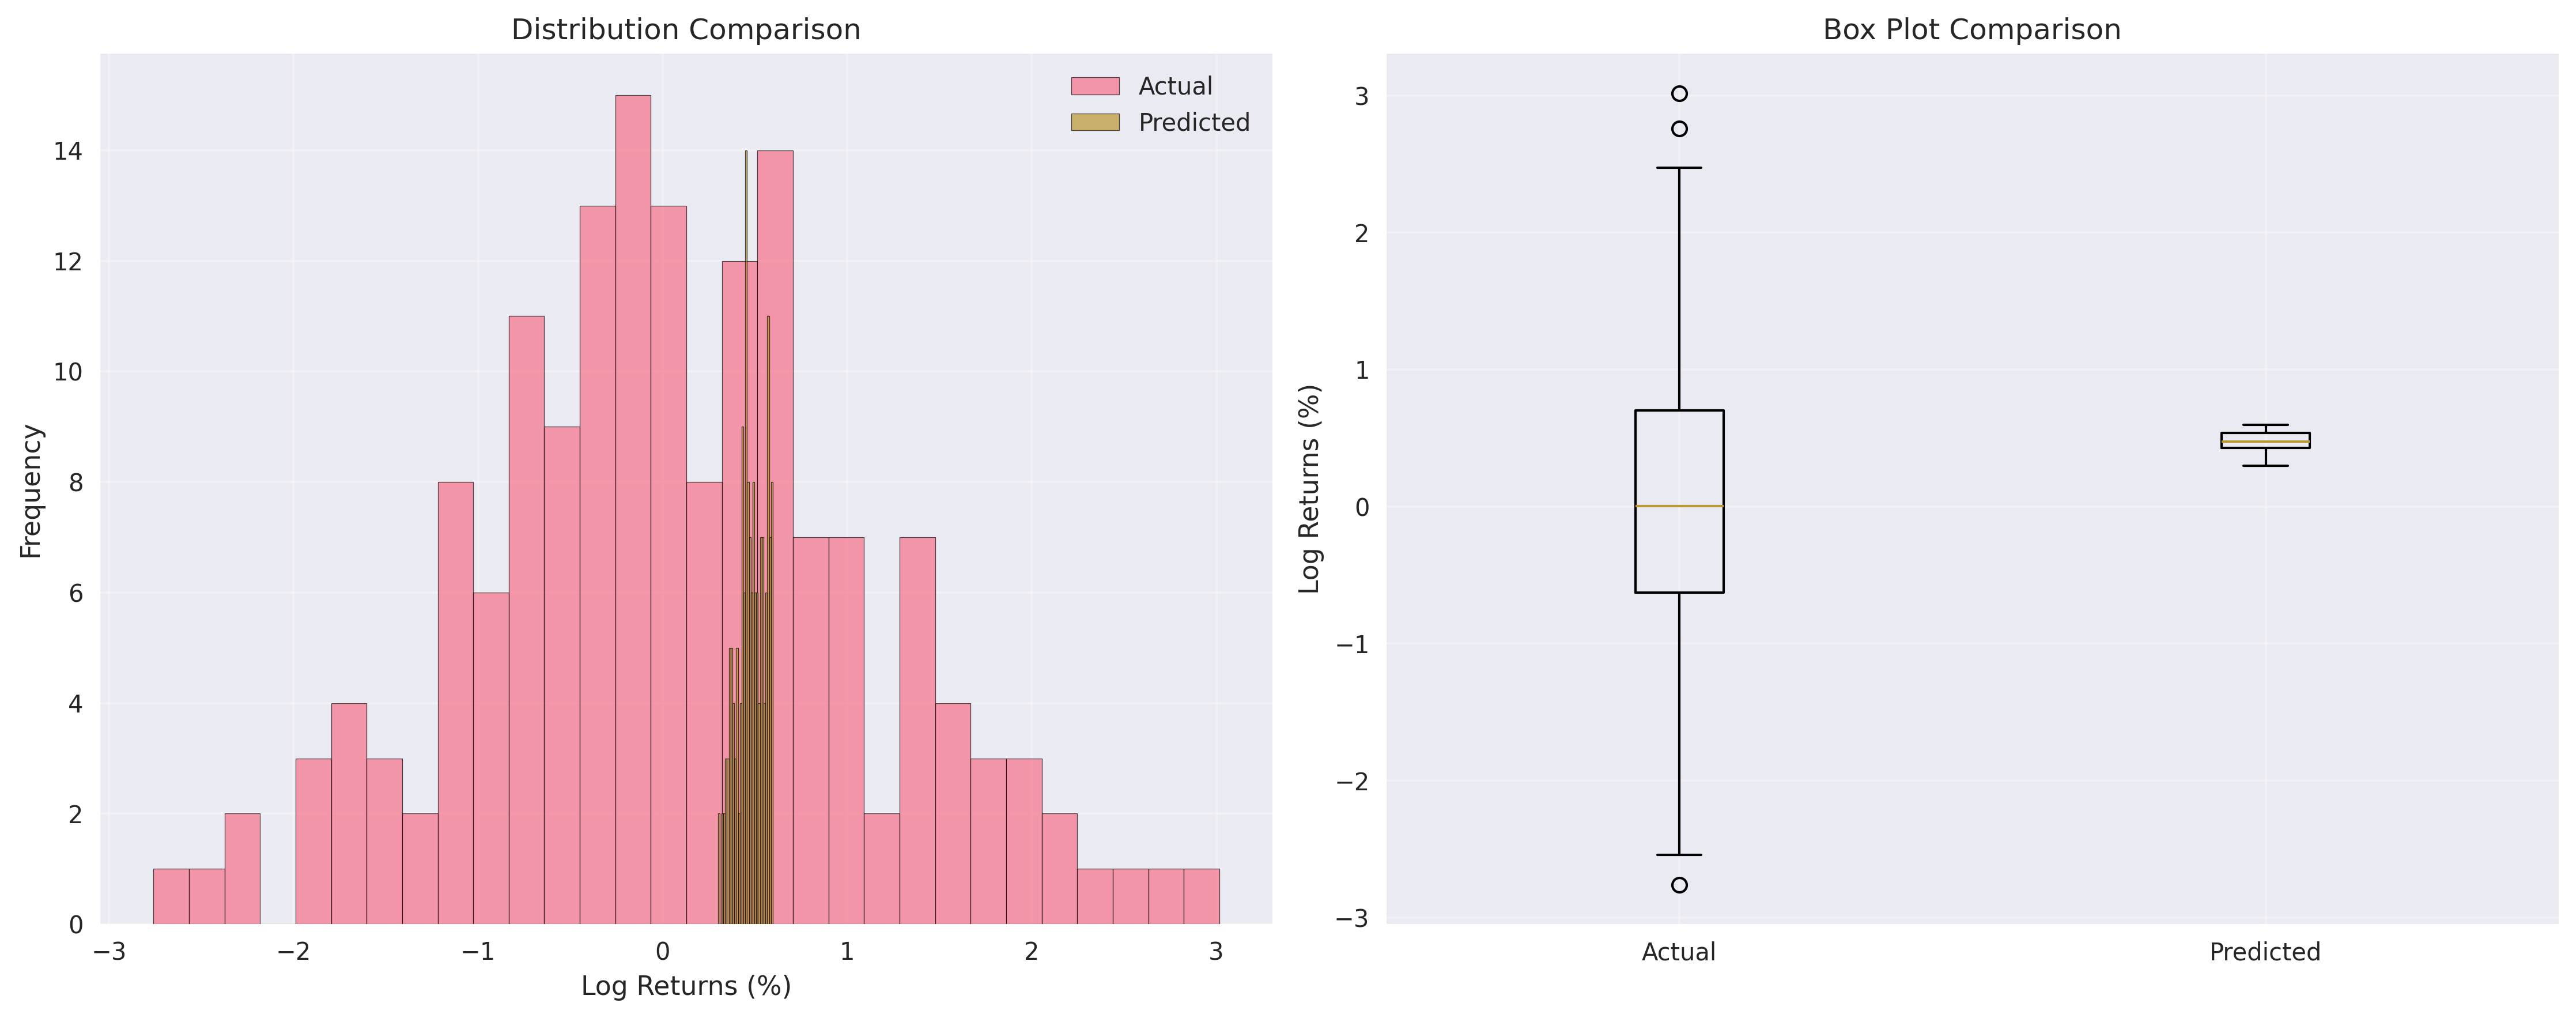 Distribution Comparison
Actual
Predicted
Frequency
14
12
10
8
6
4
2
0
−3
−2
−1
0
1
2
3
Log Returns (%)
Box Plot Comparison
Log Returns (%)
3
2
1
0
−1
−2
−3
Actual
Predicted